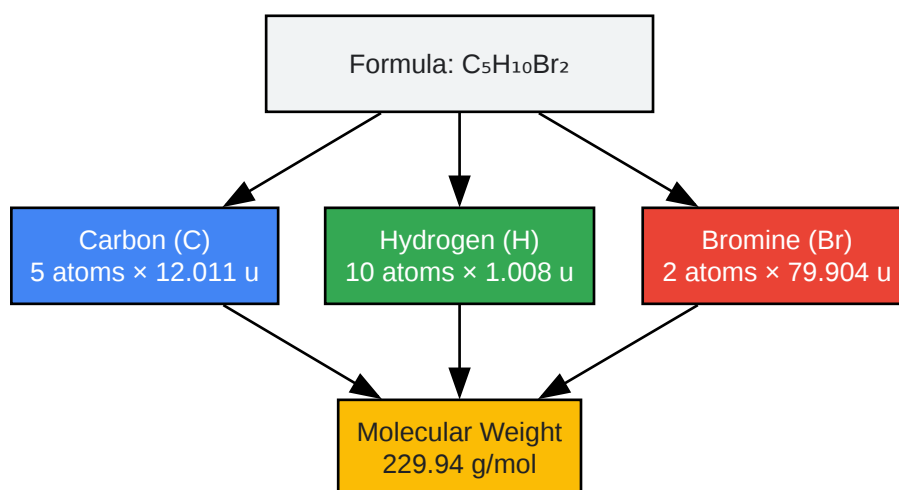 Formula: C₅H₁₀Br₂
Carbon (C)
5 atoms × 12.011 u
Hydrogen (H)
10 atoms × 1.008 u
Bromine (Br)
2 atoms × 79.904 u
Molecular Weight
229.94 g/mol